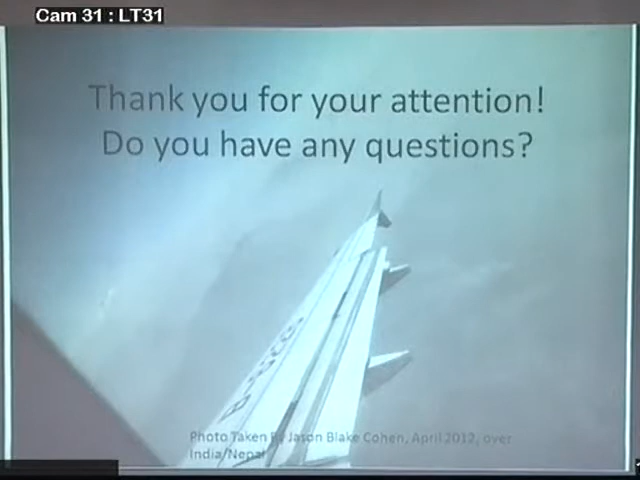 Cam 31 : LT31
Thank you for your attention!
Do you have any questions?
Photo Taken By Jason Blake Cohen, April 2012, over
India/Nepal